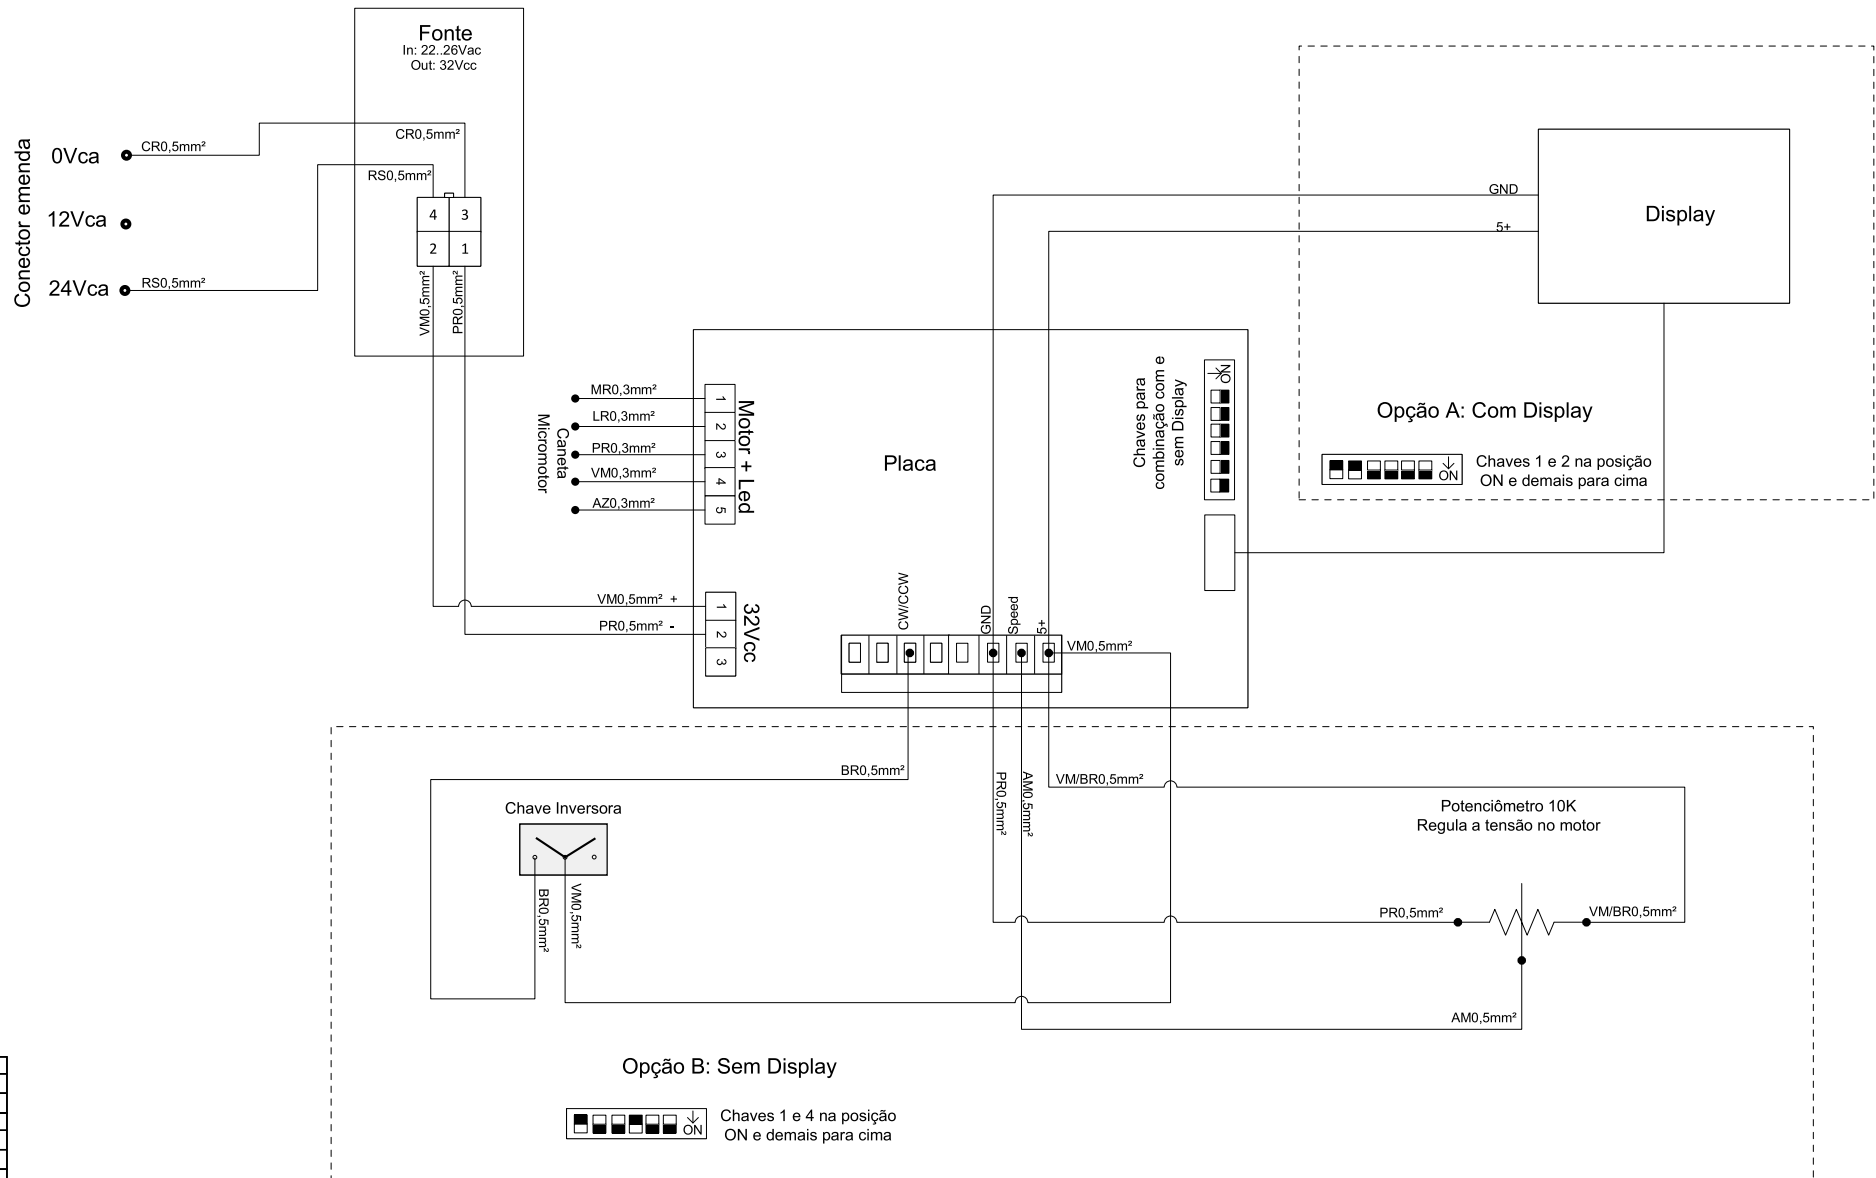 Fonte
In: 22..26Vac
Out: 32Vcc
Conector emenda
0Vca
CR0,5mm²
CR0,5mm²
RS0,5mm²
12Vca
24Vca
RS0,5mm²
4
3
2
1
VM0,5mm²
PR0,5mm²
GND
5+
Display
Opção A: Com Display
Chaves 1 e 2 na posição
ON e demais para cima
ON
Placa
Chaves para
combinação com e
sem Display
ON
MR0,3mm²
LR0,3mm²
PR0,3mm²
VM0,3mm²
AZ0,3mm²
Caneta
Micromotor
1
2
3
4
5
Motor + Led
VM0,5mm² +
PR0,5mm² -
1
2
3
32Vcc
CW/CCW
GND
Speed
5+
VM0,5mm²
BR0,5mm²
PR0,5mm²
AM0,5mm²
VM/BR0,5mm²
Chave Inversora
BR0,5mm²
VM0,5mm²
Potenciômetro 10K
Regula a tensão no motor
PR0,5mm²
VM/BR0,5mm²
AM0,5mm²
Opção B: Sem Display
ON
Chaves 1 e 4 na posição
ON e demais para cima